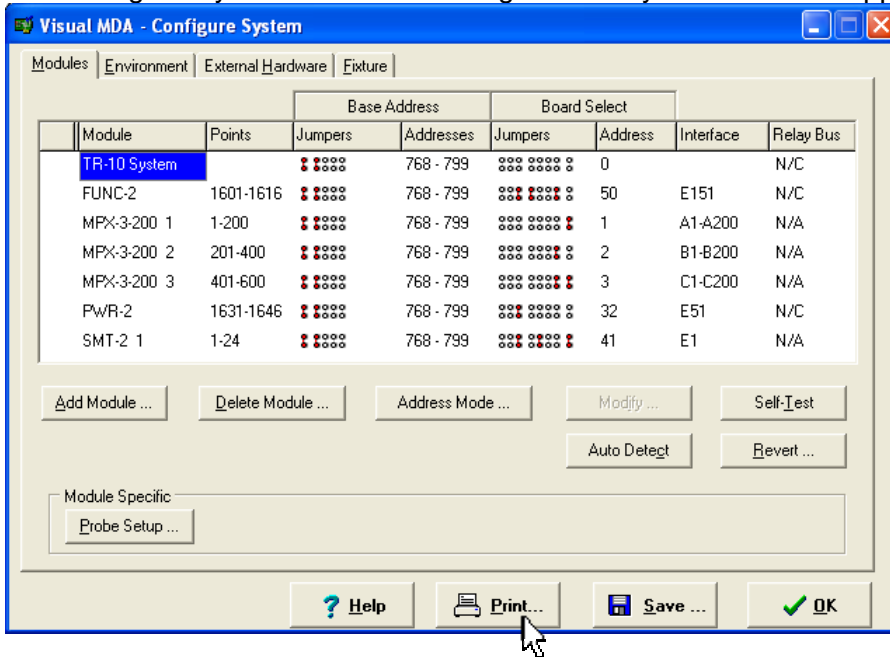 Visual MDA - Configure System
Modules Environment External Hardware Fixture
Base Address Board Select
Module Points Jumpers Addresses Jumpers Address Interface Relay Bus
TR-10 System 768 - 799 0 N/C
FUNC-2 1601-1616 768 - 799 50 E151 N/C
MPX-3-200 1 1-200 768 - 799 1 A1-A200 N/A
MPX-3-200 2 201-400 768 - 799 2 B1-B200 N/A
MPX-3-200 3 401-600 768 - 799 3 C1-C200 N/A
PWR-2 1631-1646 768 - 799 32 E51 N/C
SMT-2 1 1-24 768 - 799 41 E1 N/A
Add Module ... Delete Module ... Address Mode ... Modify ... Self-Test
Auto Detect Revert ...
Module Specific
Probe Setup ...
? Help Print... Save ... OK